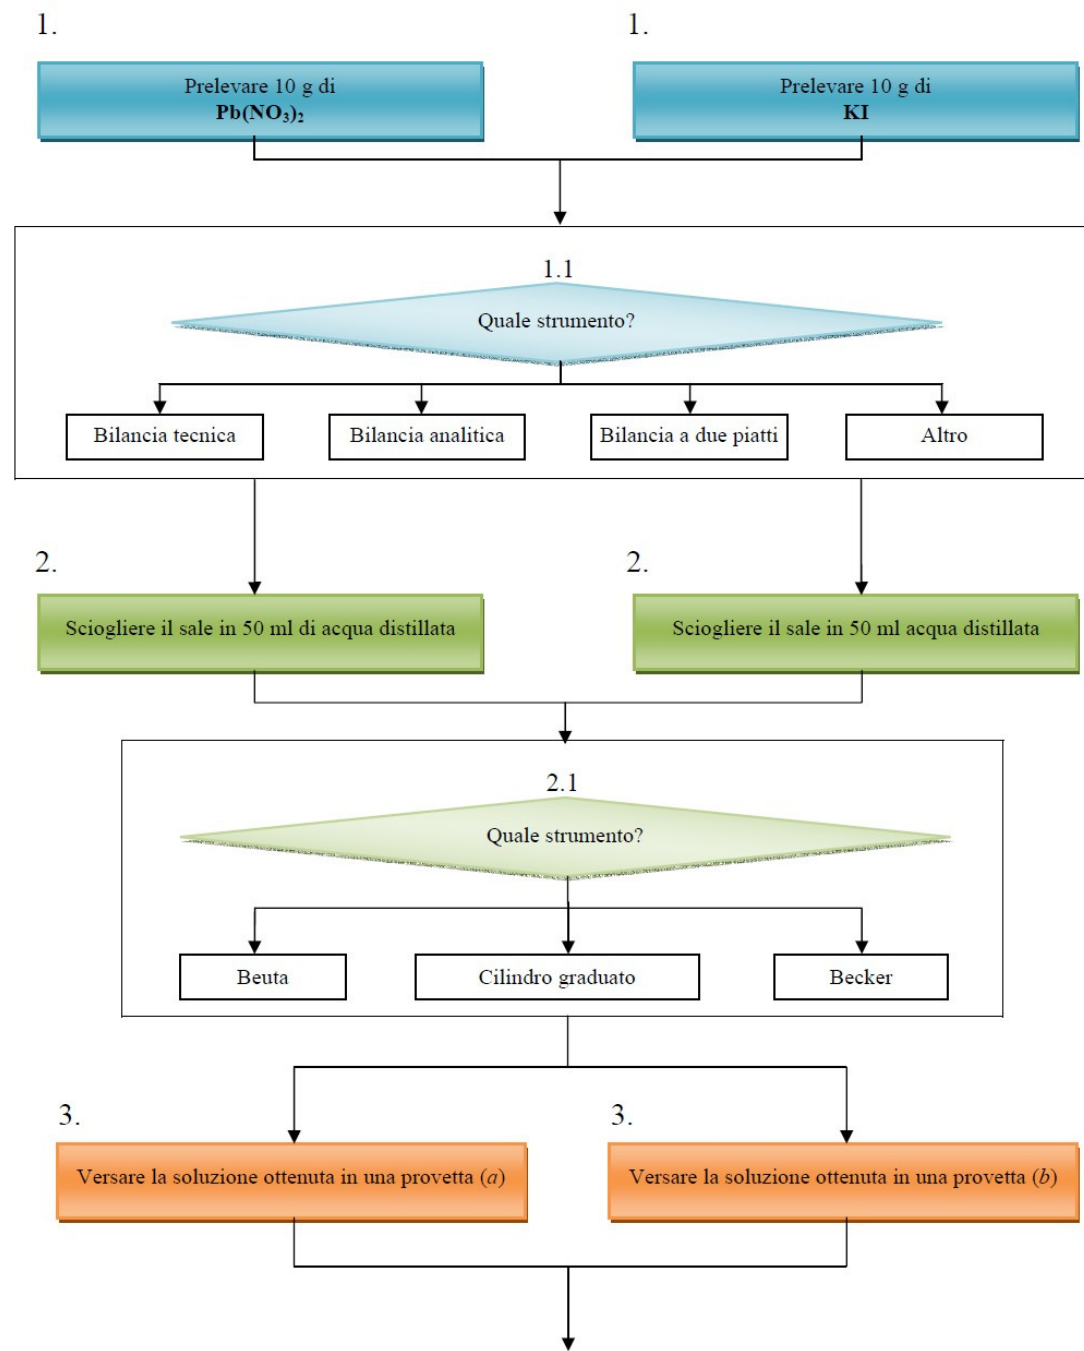 1.
1.
Prelevare 10 g di
Pb(NO₃)₂
Prelevare 10 g di
KI
1.1
Quale strumento?
Bilancia tecnica
Bilancia analitica
Bilancia a due piatti
Altro
2.
2.
Sciogliere il sale in 50 ml di acqua distillata
Sciogliere il sale in 50 ml acqua distillata
2.1
Quale strumento?
Beuta
Cilindro graduato
Becker
3.
3.
Versare la soluzione ottenuta in una provetta (a)
Versare la soluzione ottenuta in una provetta (b)